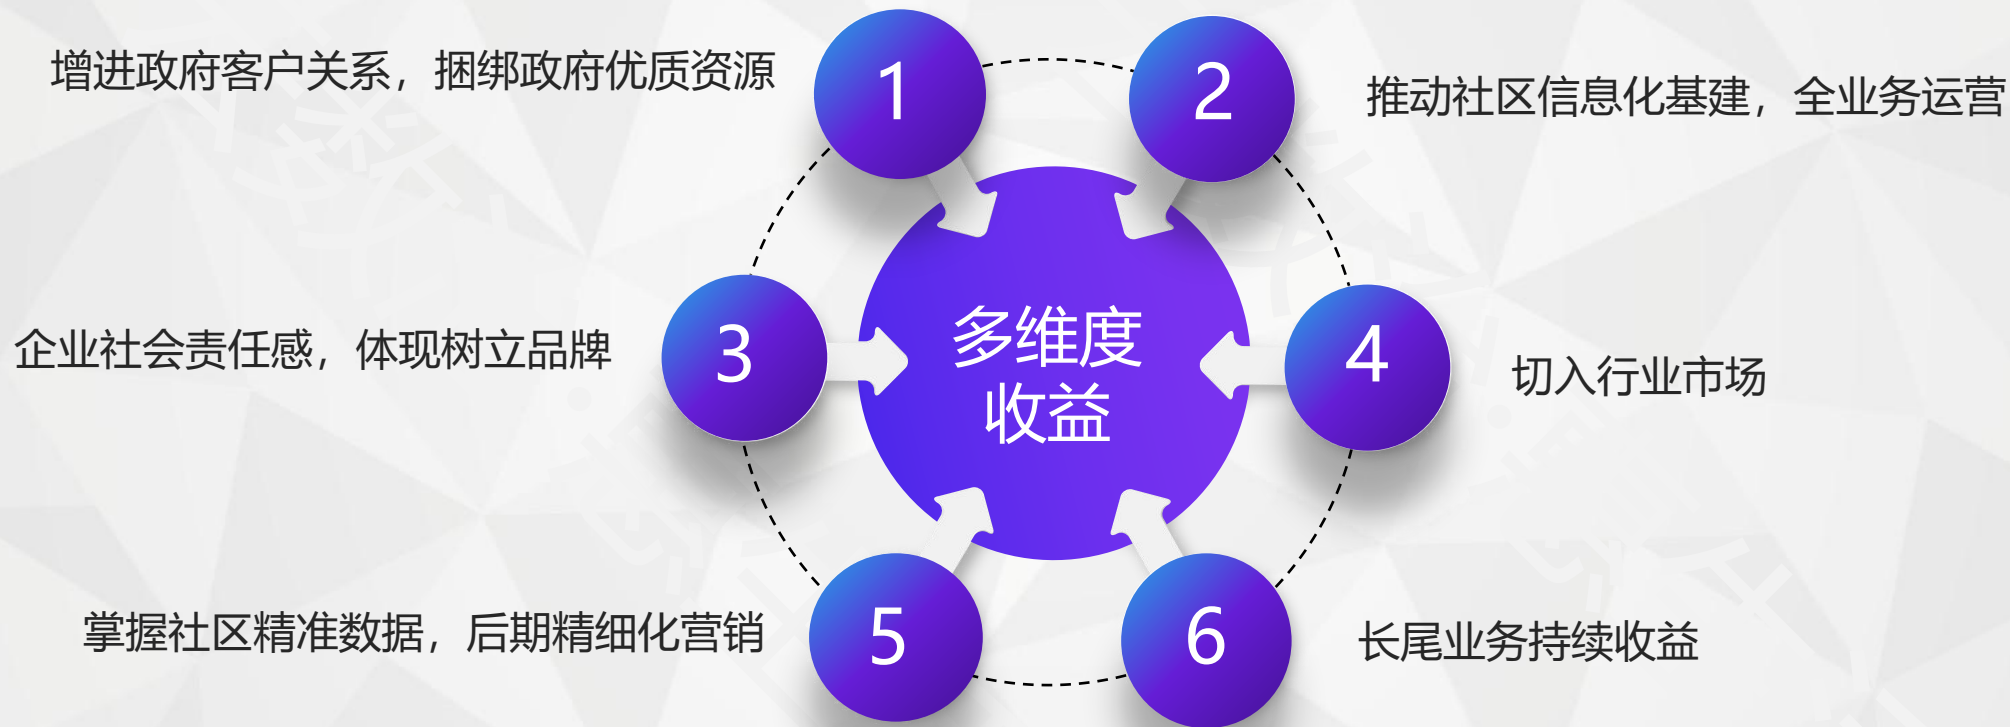 增进政府客户关系，捆绑政府优质资源
1
2
推动社区信息化基建，全业务运营
企业社会责任感，体现树立品牌
3
多维度
收益
4
切入行业市场
掌握社区精准数据，后期精细化营销
5
6
长尾业务持续收益